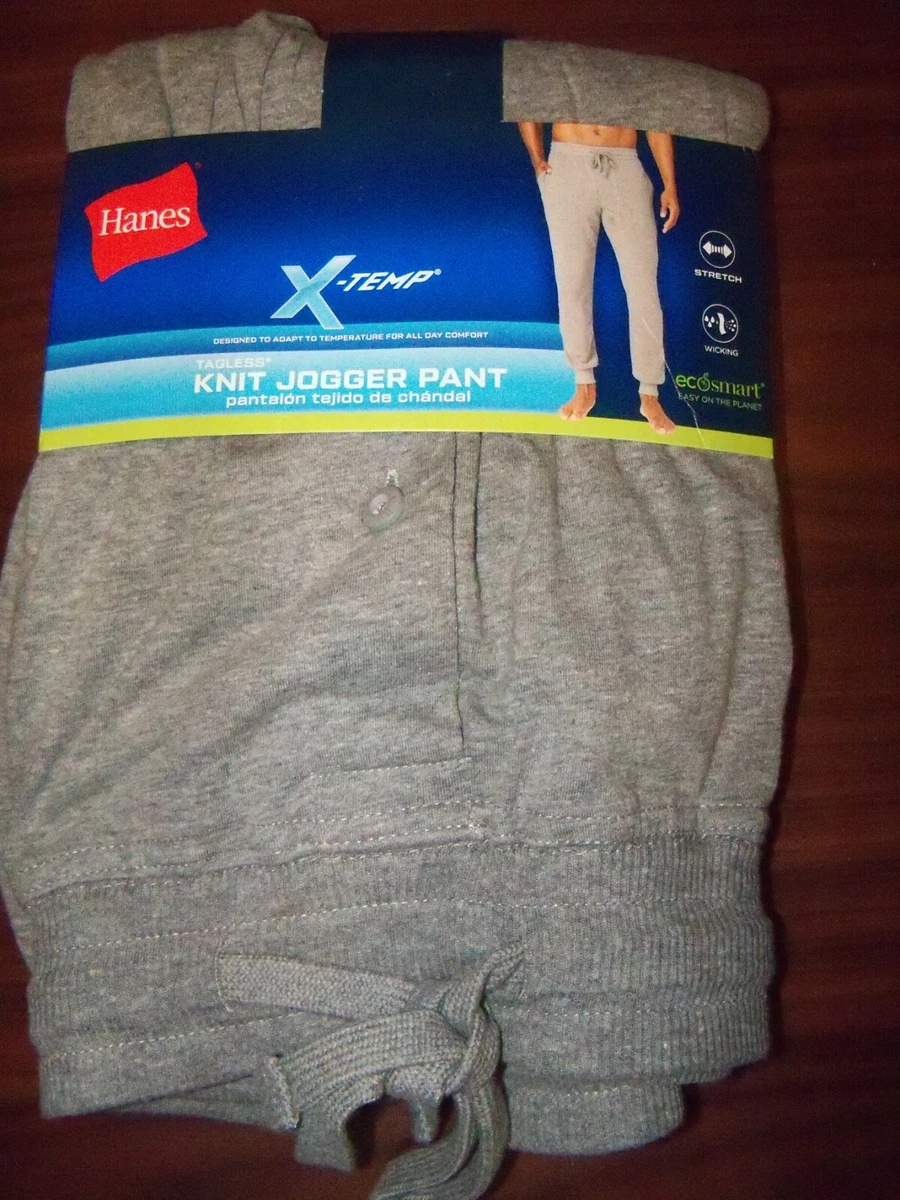 Hanes
X-TEMP®
DESIGNED TO ADAPT TO TEMPERATURE FOR ALL DAY COMFORT
TAGLESS®
KNIT JOGGER PANT
pantalón tejido de chándal
STRETCH
WICKING
ecosmart®
EASY ON THE PLANET